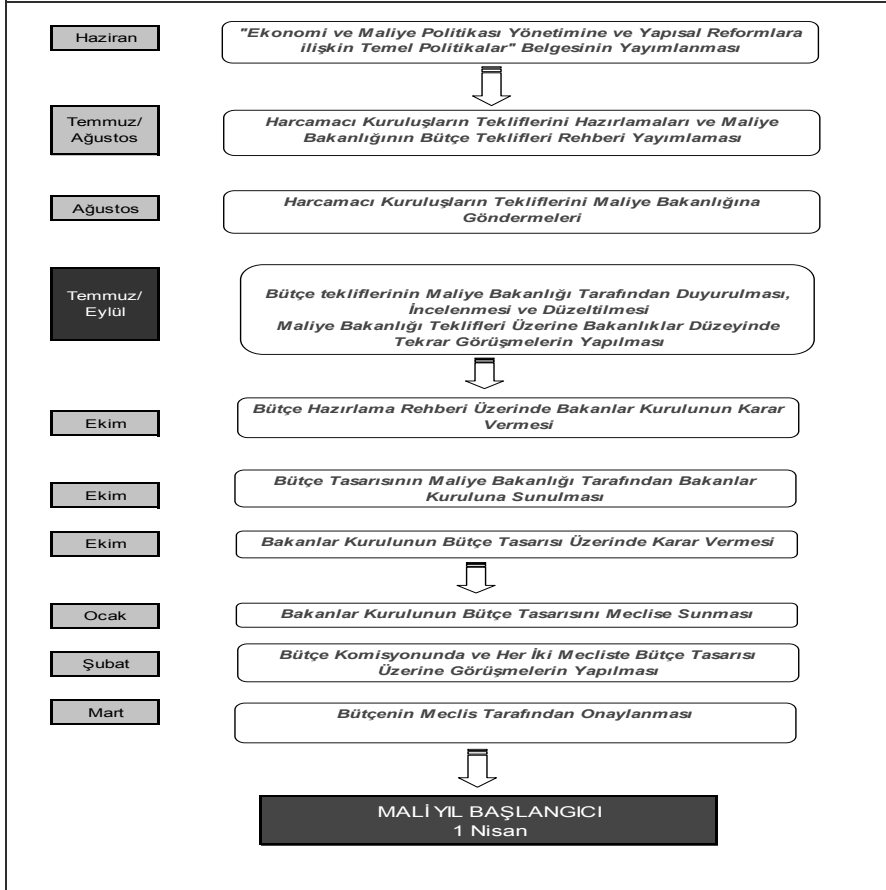 Haziran
"Ekonomi ve Maliye Politikası Yönetimine ve Yapısal Reformlara
ilişkin Temel Politikalar" Belgesinin Yayımlanması
Temmuz/
Ağustos
Harcamacı Kuruluşların Tekliflerini Hazırlamaları ve Maliye
Bakanlığının Bütçe Teklifleri Rehberi Yayımlaması
Ağustos
Harcamacı Kuruluşların Tekliflerini Maliye Bakanlığına
Göndermeleri
Temmuz/
Eylül
Bütçe tekliflerinin Maliye Bakanlığı Tarafından Duyurulması,
İncelenmesi ve Düzeltilmesi
Maliye Bakanlığı Teklifleri Üzerine Bakanlıklar Düzeyinde
Tekrar Görüşmelerin Yapılması
Ekim
Bütçe Hazırlama Rehberi Üzerinde Bakanlar Kurulunun Karar
Vermesi
Ekim
Bütçe Tasarısının Maliye Bakanlığı Tarafından Bakanlar
Kuruluna Sunulması
Ekim
Bakanlar Kurulunun Bütçe Tasarısı Üzerinde Karar Vermesi
Ocak
Bakanlar Kurulunun Bütçe Tasarısını Meclise Sunması
Şubat
Bütçe Komisyonunda ve Her İki Mecliste Bütçe Tasarısı
Üzerine Görüşmelerin Yapılması
Mart
Bütçenin Meclis Tarafından Onaylanması
MALİ YIL BAŞLANGICI
1 Nisan